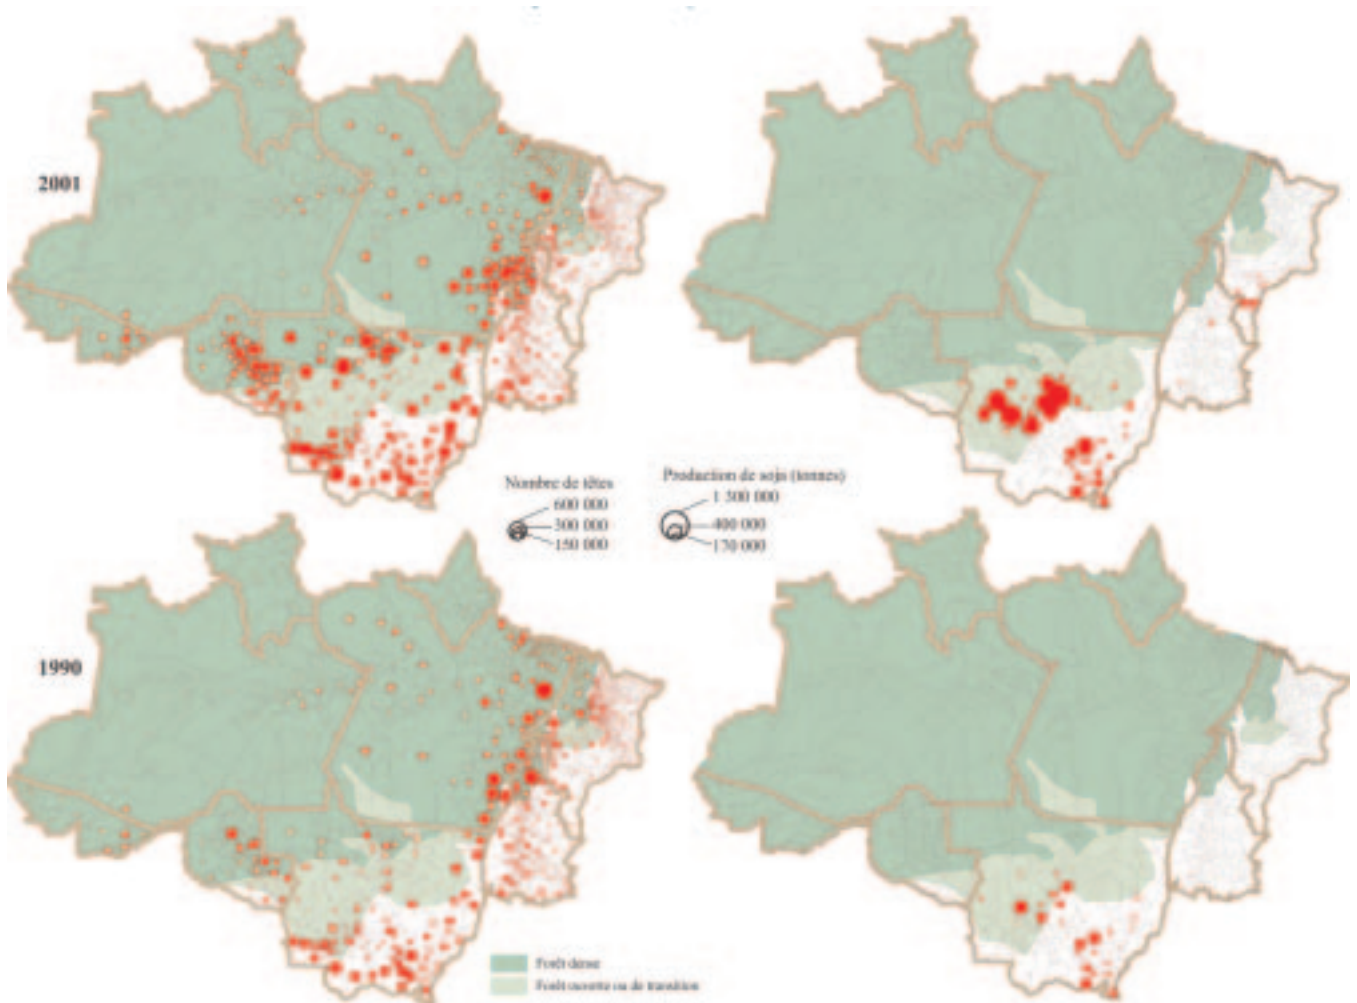 2001
Nombre de têtes
600 000
300 000
150 000
Production de soja (tonnes)
1 300 000
400 000
170 000
1990
Forêt dense
Forêt ouverte ou de transition